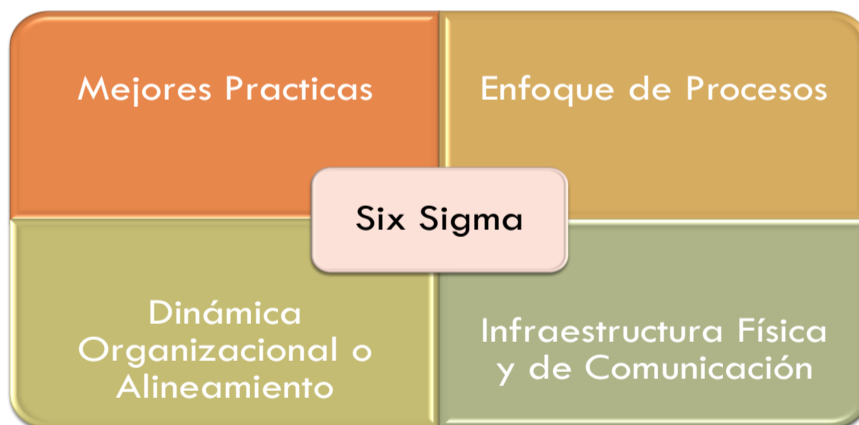 Mejores Practicas
Enfoque de Procesos
Six Sigma
Dinámica
Organizacional o
Alineamiento
Infraestructura Física
y de Comunicación